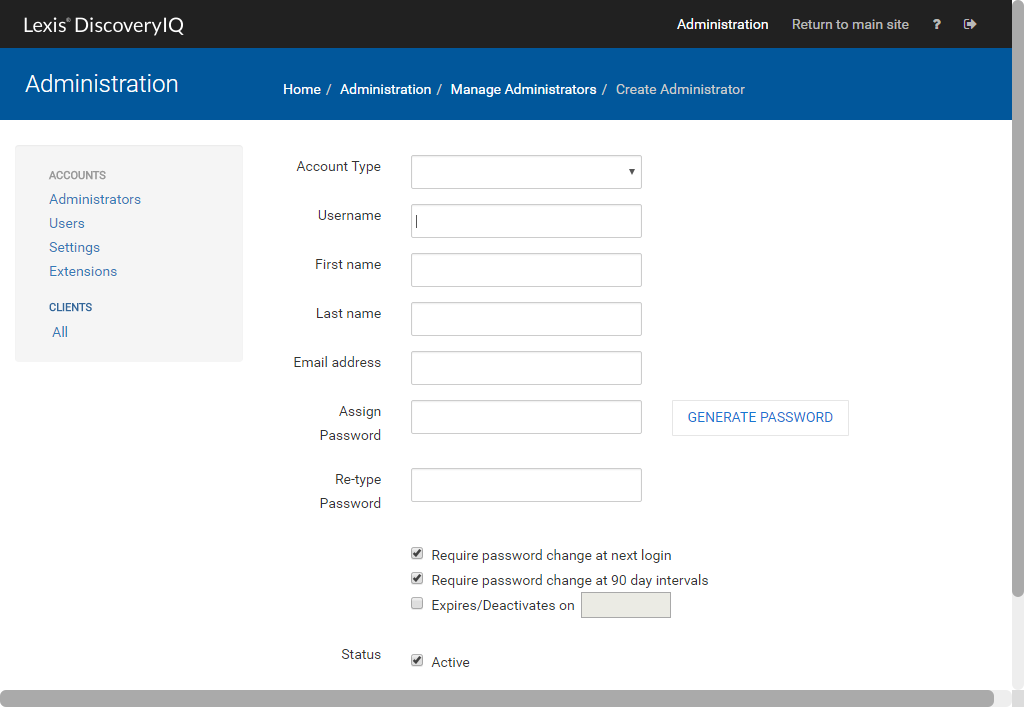 Lexis® DiscoveryIQ
Administration Return to main site ?
Administration
Home / Administration / Manage Administrators / Create Administrator
ACCOUNTS
Administrators
Users
Settings
Extensions
CLIENTS
All
Account Type
Username
First name
Last name
Email address
Assign
Password
GENERATE PASSWORD
Re-type
Password
Require password change at next login
Require password change at 90 day intervals
Expires/Deactivates on
Status
Active